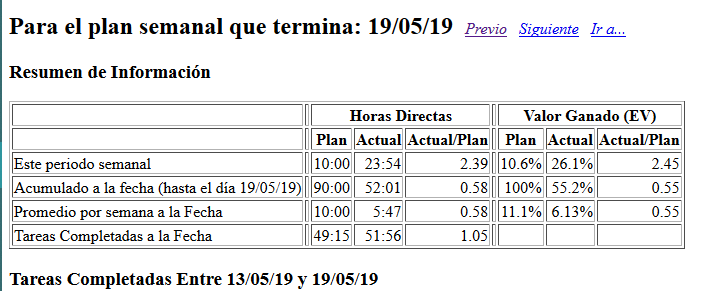 Para el plan semanal que termina: 19/05/19 Previo Siguiente Ir a...
Resumen de Información
Horas Directas Valor Ganado (EV)
Plan Actual Actual/Plan Plan Actual Actual/Plan
Este periodo semanal 10:00 23:54 2.39 10.6% 26.1% 2.45
Acumulado a la fecha (hasta el día 19/05/19) 90:00 52:01 0.58 100% 55.2% 0.55
Promedio por semana a la Fecha 10:00 5:47 0.58 11.1% 6.13% 0.55
Tareas Completadas a la Fecha 49:15 51:56 1.05
Tareas Completadas Entre 13/05/19 y 19/05/19